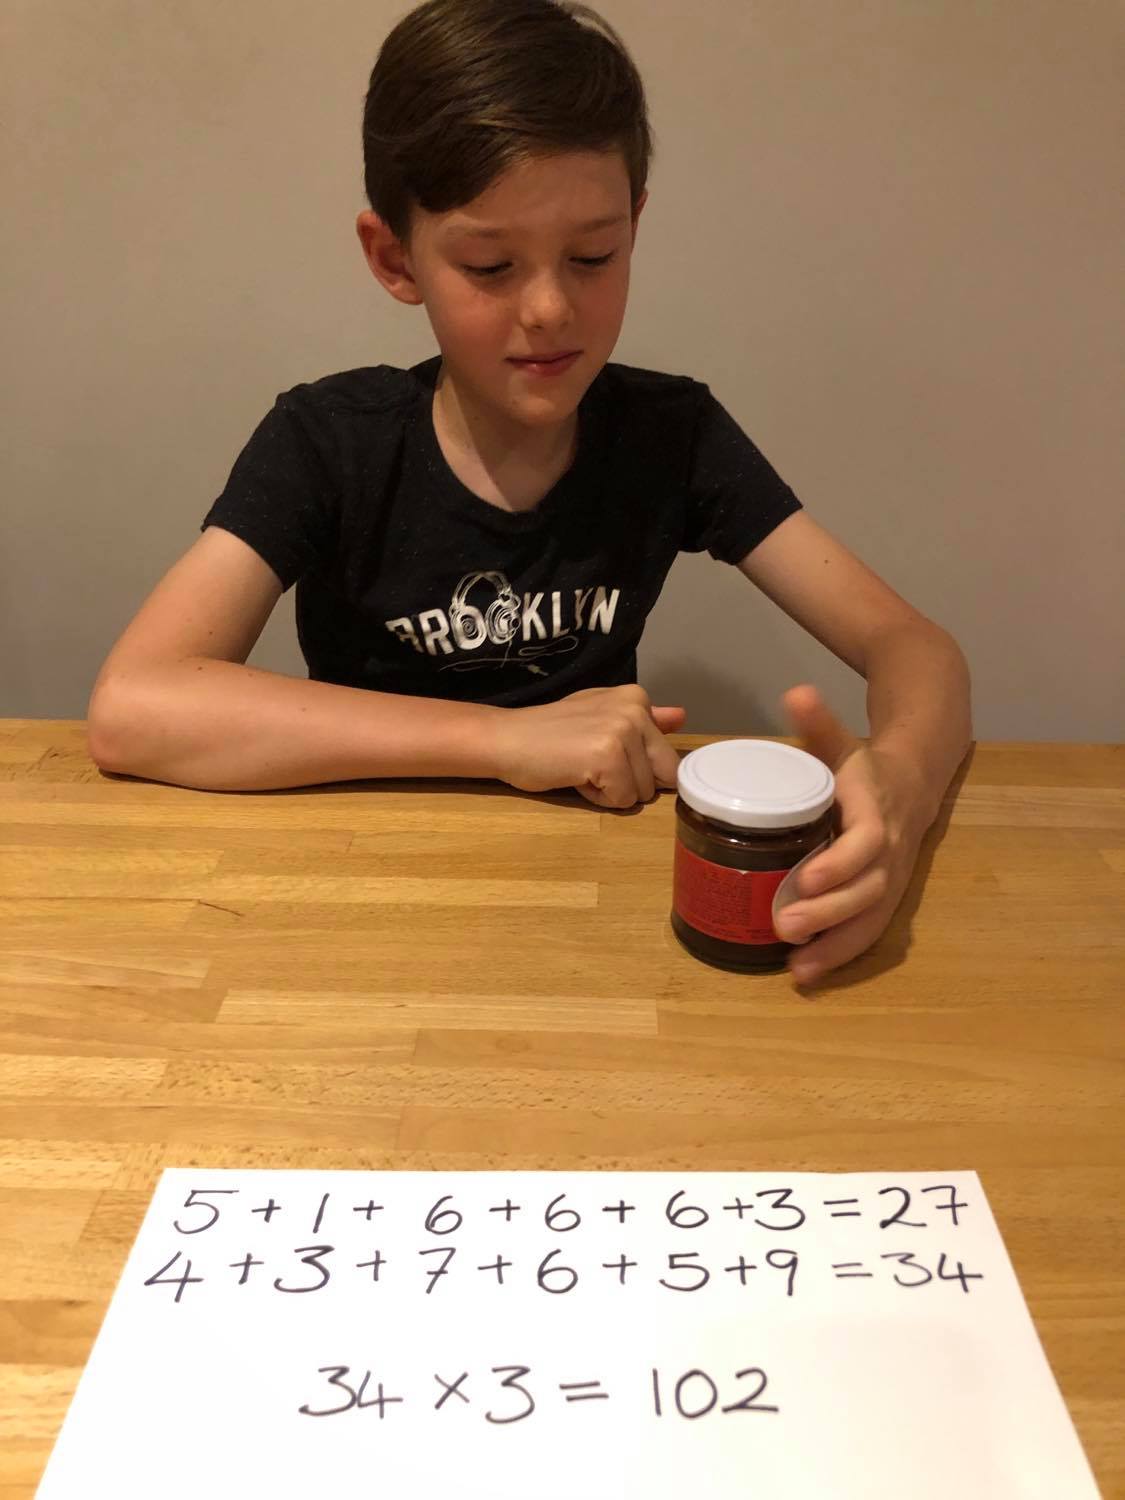 BROOKLYN
5 + 1 + 6 + 6 + 6 + 3 = 27
4 + 3 + 7 + 6 + 5 + 9 = 34
34 × 3 = 102